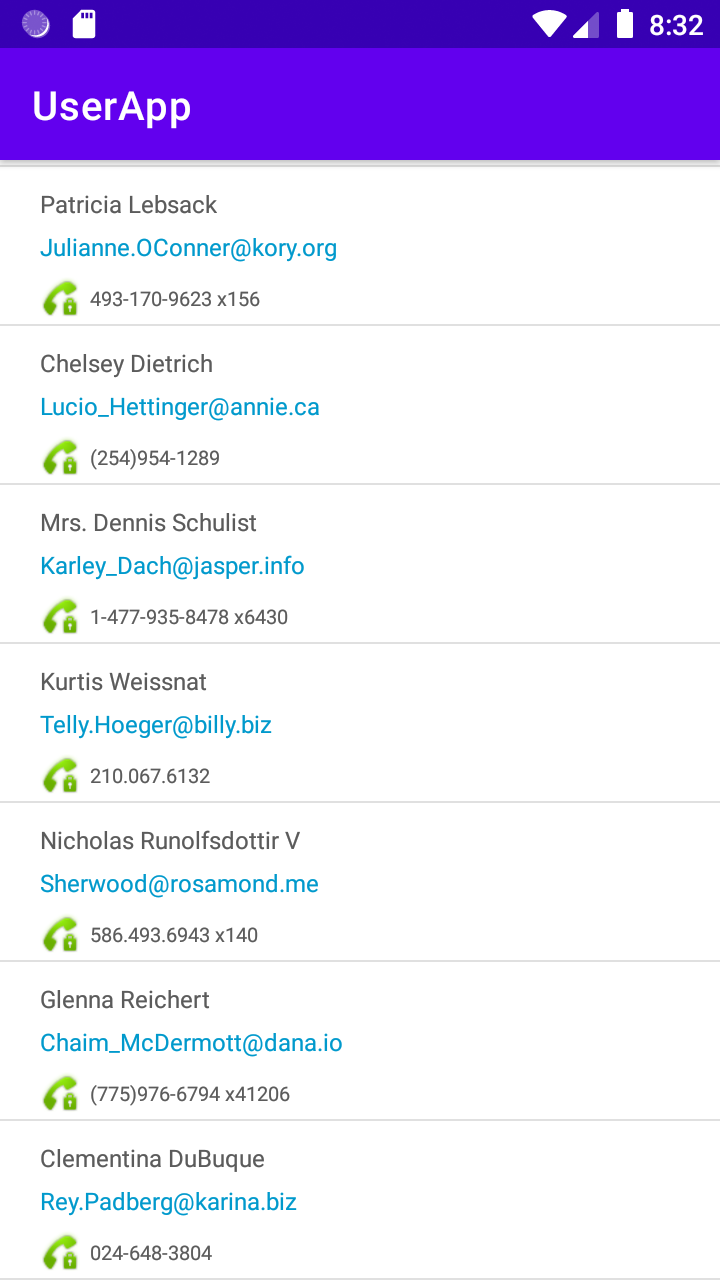 8:32
UserApp
Patricia Lebsack
Julianne.OConner@kory.org
493-170-9623 x156
Chelsey Dietrich
Lucio_Hettinger@annie.ca
(254)954-1289
Mrs. Dennis Schulist
Karley_Dach@jasper.info
1-477-935-8478 x6430
Kurtis Weissnat
Telly.Hoeger@billy.biz
210.067.6132
Nicholas Runolfsdottir V
Sherwood@rosamond.me
586.493.6943 x140
Glenna Reichert
Chaim_McDermott@dana.io
(775)976-6794 x41206
Clementina DuBuque
Rey.Padberg@karina.biz
024-648-3804